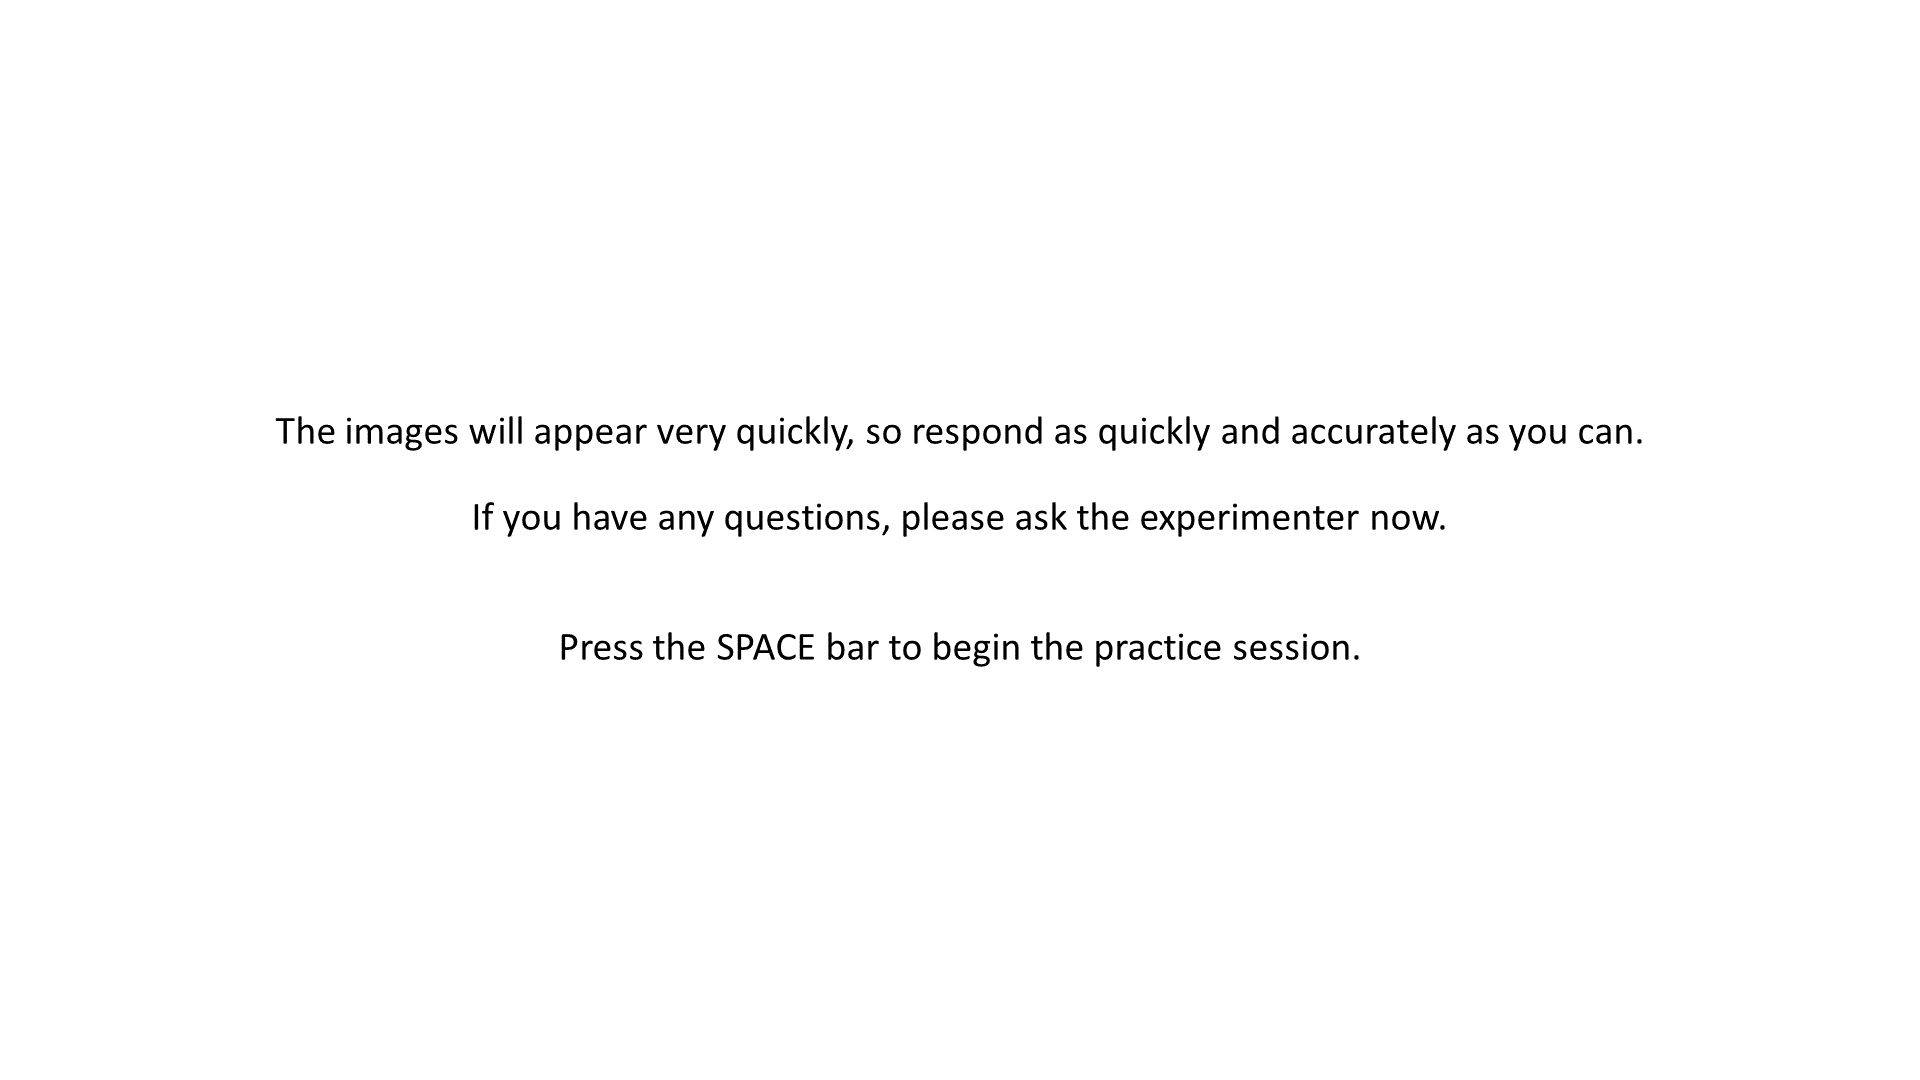 The images will appear very quickly, so respond as quickly and accurately as you can.
If you have any questions, please ask the experimenter now.
Press the SPACE bar to begin the practice session.